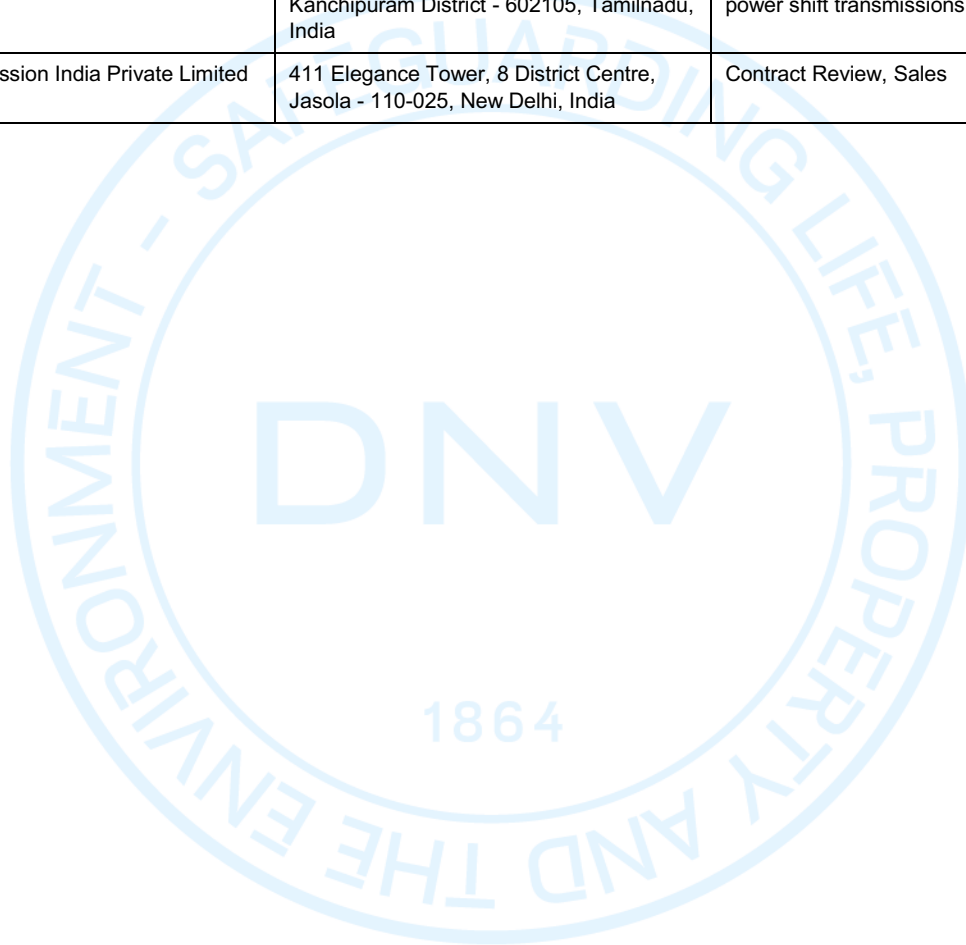 Kanchipuram District - 602105, Tamilnadu, power shift transmissions
India
ssion India Private Limited 411 Elegance Tower, 8 District Centre, Contract Review, Sales
Jasola - 110-025, New Delhi, India
SAFEGUARDING LIFE, PROPERTY AND THE ENVIRONMENT -
DNV
1864